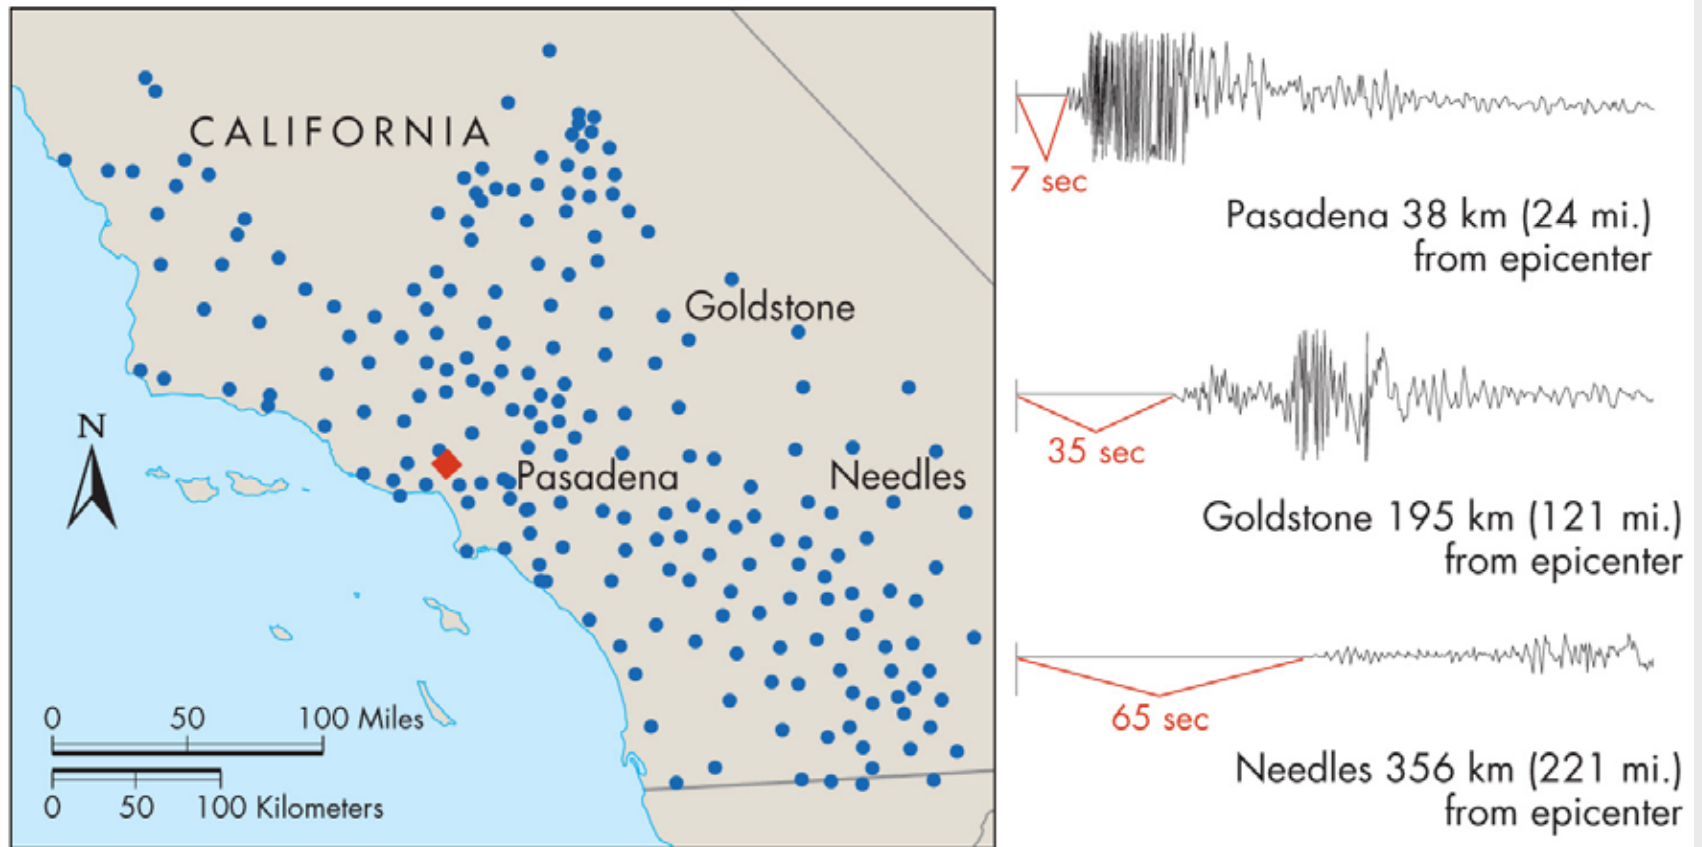 CALIFORNIA
Goldstone
N
Pasadena
Needles
0 50 100 Miles
0 50 100 Kilometers
7 sec
Pasadena 38 km (24 mi.)
from epicenter
35 sec
Goldstone 195 km (121 mi.)
from epicenter
65 sec
Needles 356 km (221 mi.)
from epicenter